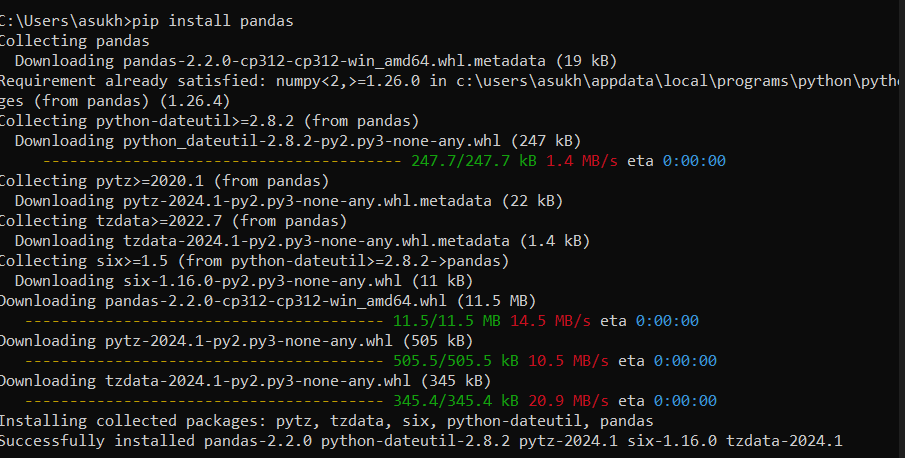 C:\Users\asukh>pip install pandas
Collecting pandas
Downloading pandas-2.2.0-cp312-cp312-win_amd64.whl.metadata (19 kB)
Requirement already satisfied: numpy<2,>=1.26.0 in c:\users\asukh\appdata\local\programs\python\pyth
ges (from pandas) (1.26.4)
Collecting python-dateutil>=2.8.2 (from pandas)
Downloading python_dateutil-2.8.2-py2.py3-none-any.whl (247 kB)
---------------------------------------- 247.7/247.7 kB 1.4 MB/s eta 0:00:00
Collecting pytz>=2020.1 (from pandas)
Downloading pytz-2024.1-py2.py3-none-any.whl.metadata (22 kB)
Collecting tzdata>=2022.7 (from pandas)
Downloading tzdata-2024.1-py2.py3-none-any.whl.metadata (1.4 kB)
Collecting six>=1.5 (from python-dateutil>=2.8.2->pandas)
Downloading six-1.16.0-py2.py3-none-any.whl (11 kB)
Downloading pandas-2.2.0-cp312-cp312-win_amd64.whl (11.5 MB)
---------------------------------------- 11.5/11.5 MB 14.5 MB/s eta 0:00:00
Downloading pytz-2024.1-py2.py3-none-any.whl (505 kB)
---------------------------------------- 505.5/505.5 kB 10.5 MB/s eta 0:00:00
Downloading tzdata-2024.1-py2.py3-none-any.whl (345 kB)
---------------------------------------- 345.4/345.4 kB 20.9 MB/s eta 0:00:00
Installing collected packages: pytz, tzdata, six, python-dateutil, pandas
Successfully installed pandas-2.2.0 python-dateutil-2.8.2 pytz-2024.1 six-1.16.0 tzdata-2024.1